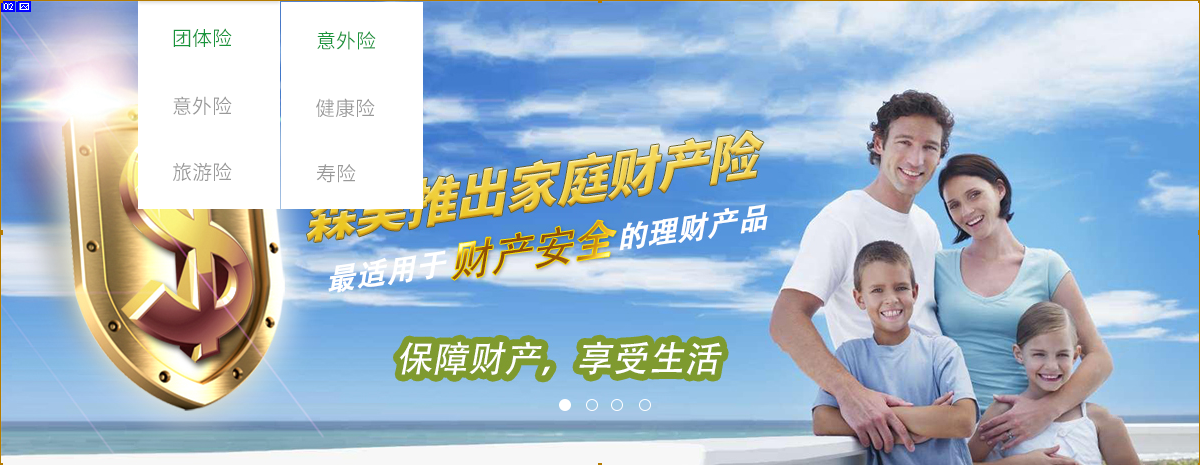 02
团体险
意外险
意外险
健康险
旅游险
寿险
推出家庭财产险
最适用于财产安全的理财产品
保障财产，享受生活